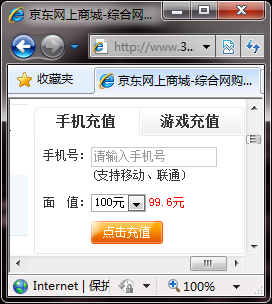 京东网上商城-综合网
http://www.3...
收藏夹
京东网上商城-综合网购...
手机充值 游戏充值
手机号: 请输入手机号
(支持移动、联通)
面 值: 100元 99.6元
点击充值
Internet | 保护
100%